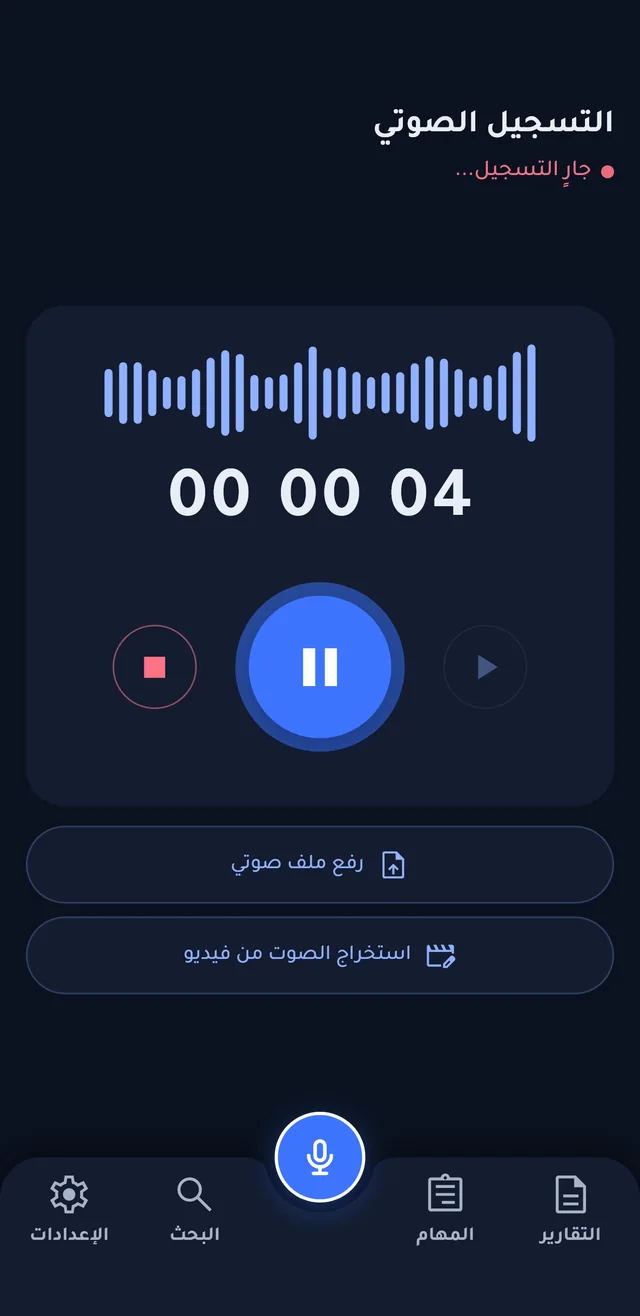 التسجيل الصوتي
جارٍ التسجيل...
00 00 04
رفع ملف صوتي
استخراج الصوت من فيديو
التقارير
المهام
البحث
الإعدادات